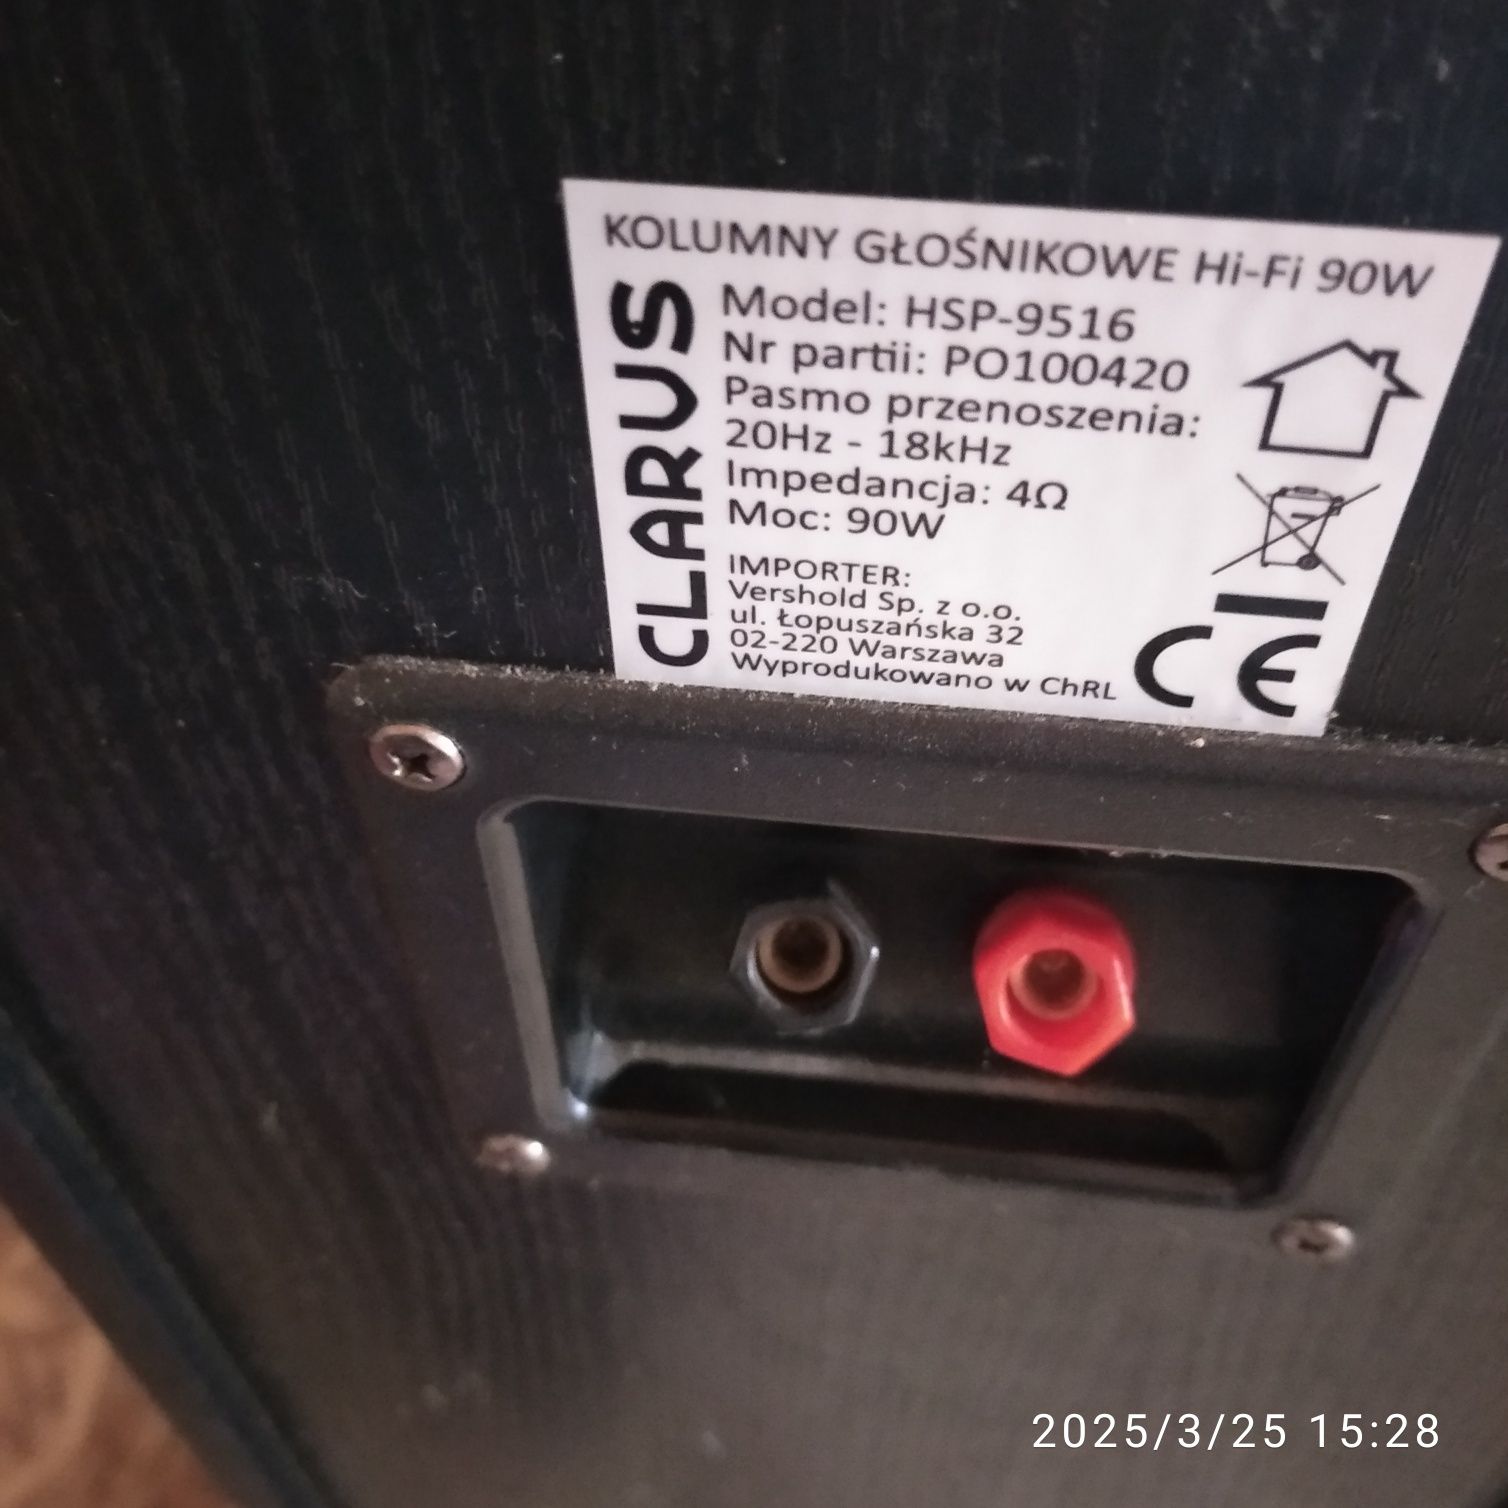 KOLUMNY GŁOŚNIKOWE Hi-Fi 90W
CLARUS
Model: HSP-9516
Nr partii: PO100420
Pasmo przenoszenia:
20Hz - 18kHz
Impedancja: 4Ω
Moc: 90W
IMPORTER:
Vershold Sp. z o.o.
ul. Łopuszańska 32
02-220 Warszawa
Wyprodukowano w ChRL
CE
2025/3/25 15:28